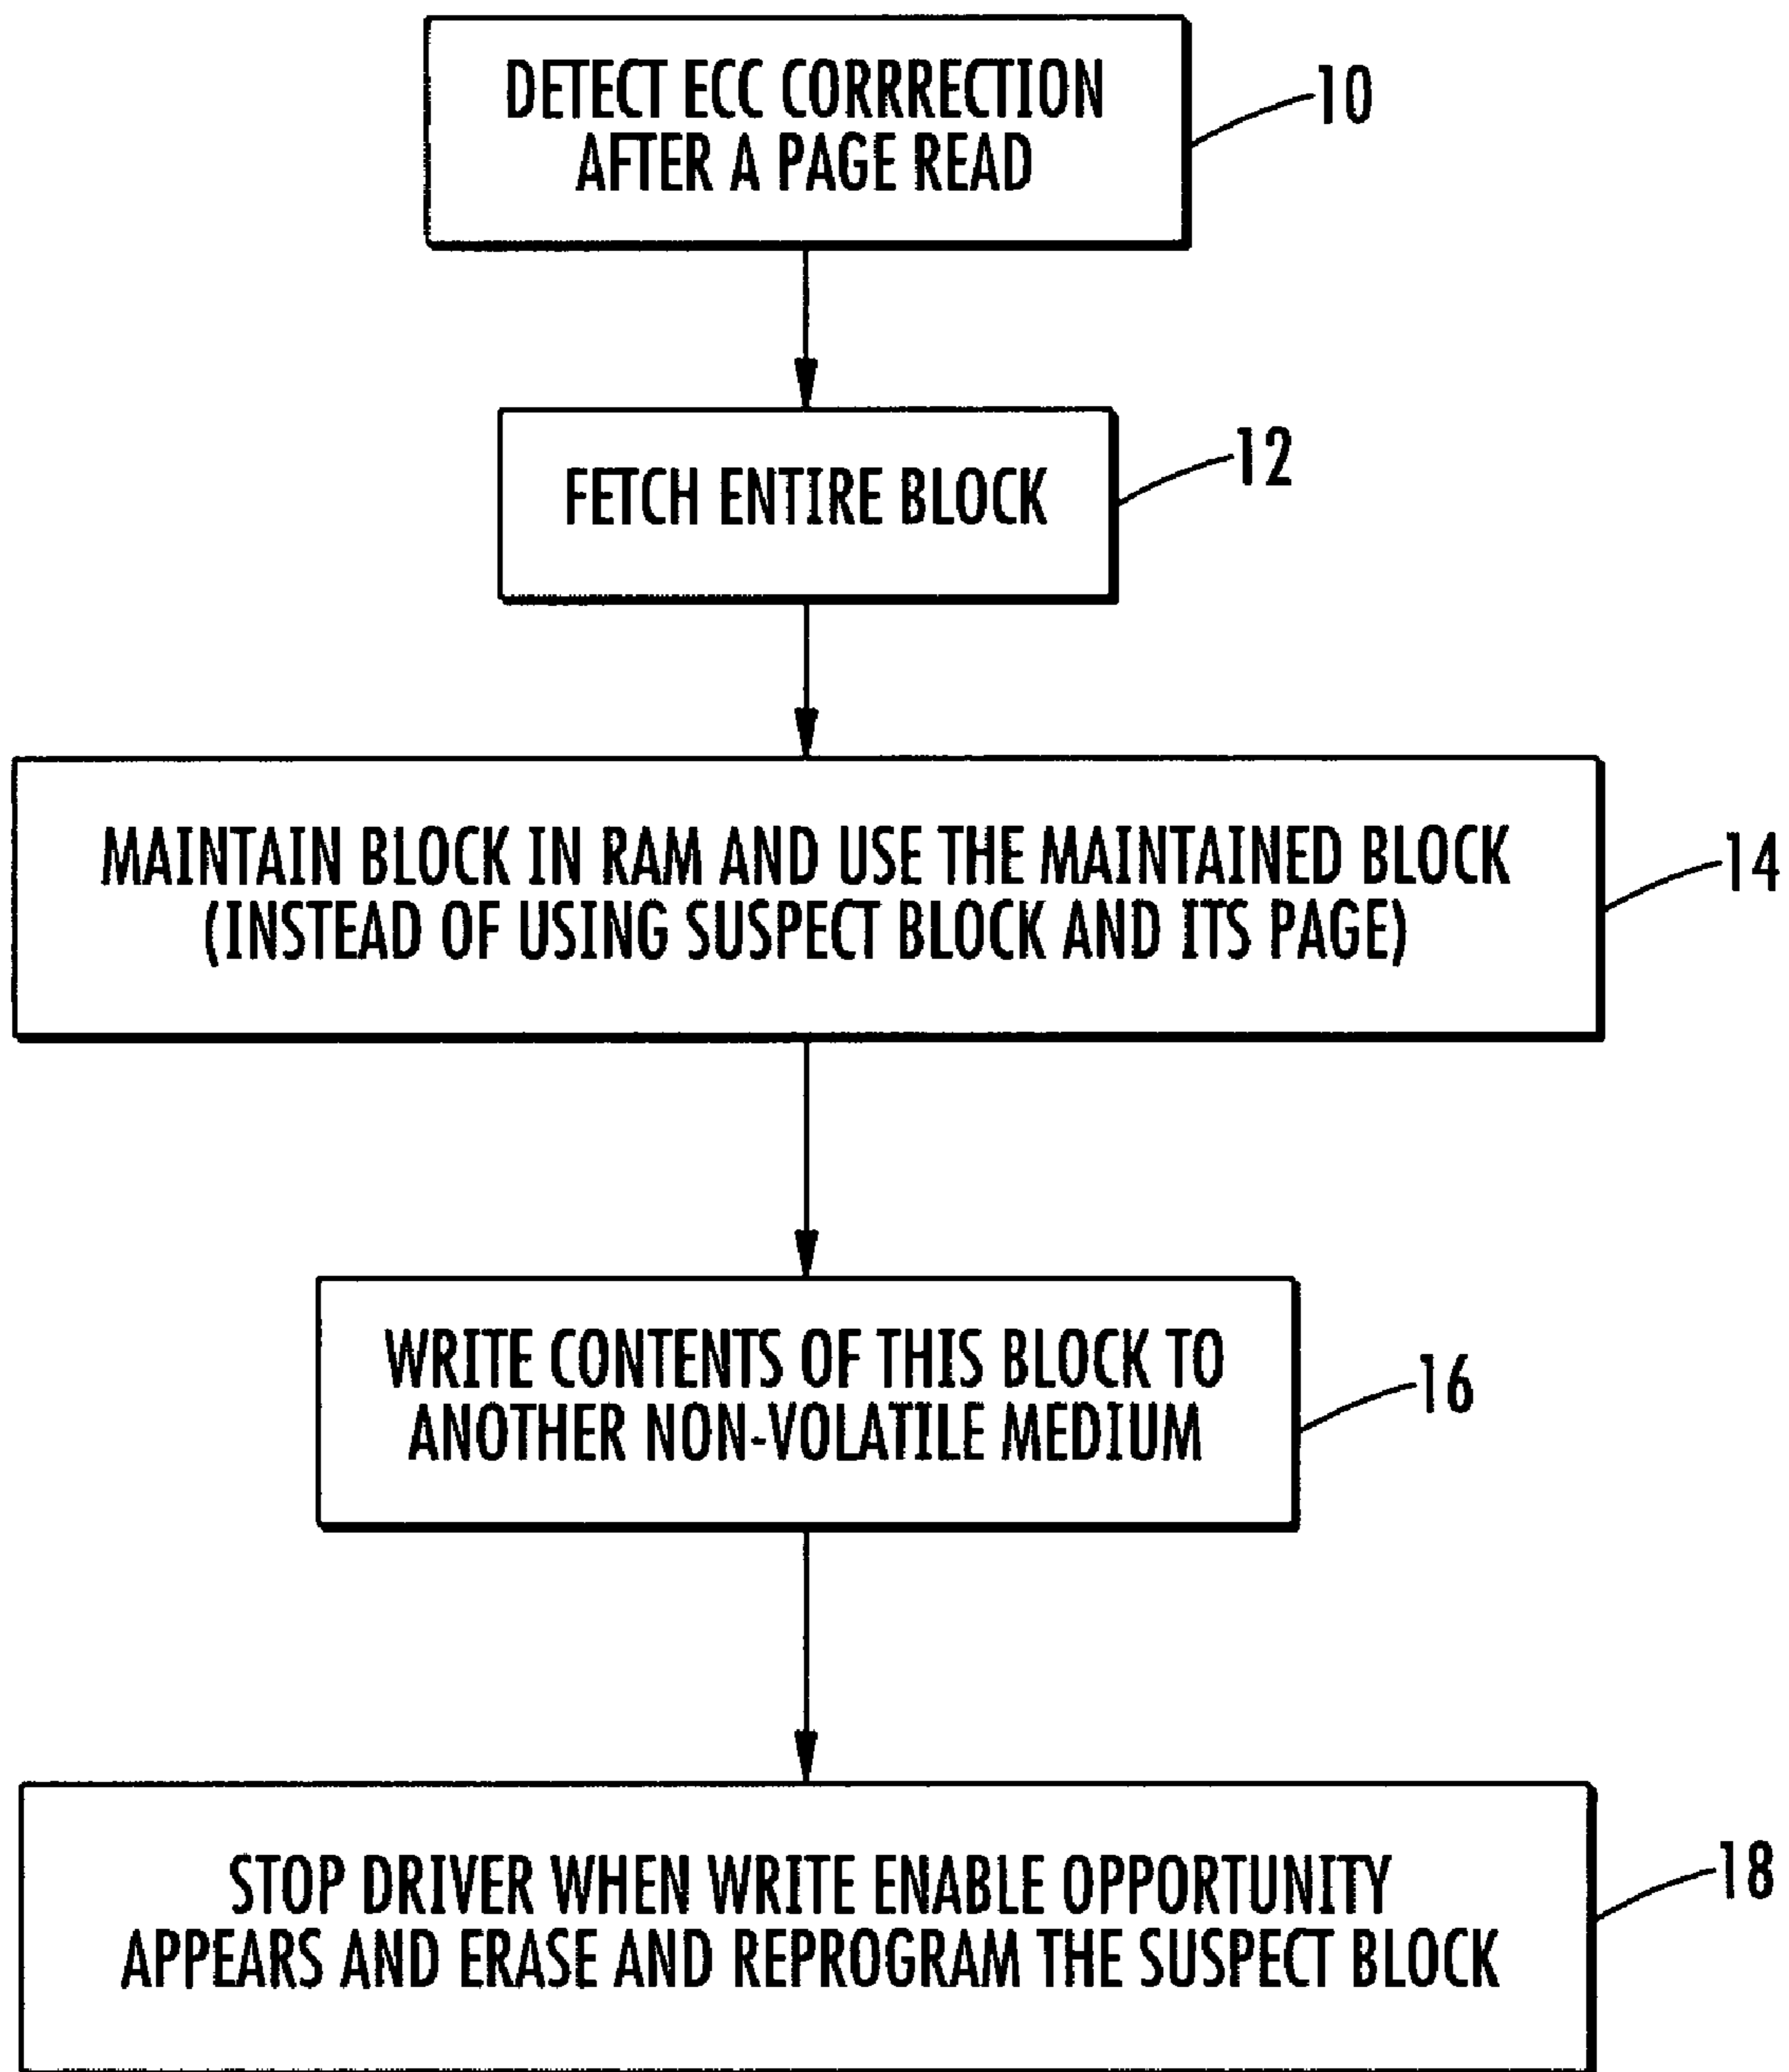 DETECT ECC CORRRECTION
AFTER A PAGE READ
10
FETCH ENTIRE BLOCK
12
MAINTAIN BLOCK IN RAM AND USE THE MAINTAINED BLOCK
(INSTEAD OF USING SUSPECT BLOCK AND ITS PAGE)
14
WRITE CONTENTS OF THIS BLOCK TO
ANOTHER NON-VOLATILE MEDIUM
16
STOP DRIVER WHEN WRITE ENABLE OPPORTUNITY
APPEARS AND ERASE AND REPROGRAM THE SUSPECT BLOCK
18